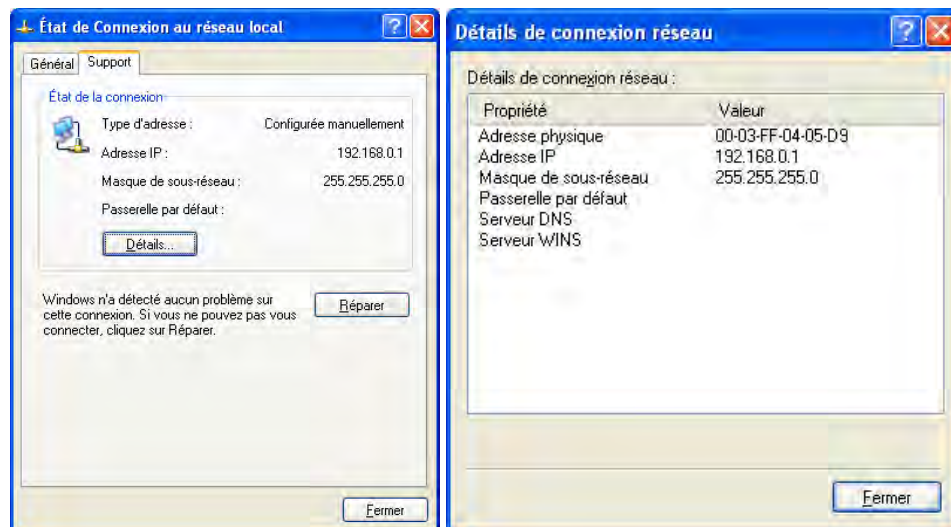 État de Connexion au réseau local
Général Support
État de la connexion
Type d'adresse : Configurée manuellement
Adresse IP : 192.168.0.1
Masque de sous-réseau : 255.255.255.0
Passerelle par défaut :
Détails...
Windows n'a détecté aucun problème sur
cette connexion. Si vous ne pouvez pas vous
connecter, cliquez sur Réparer.
Réparer
Fermer
Détails de connexion réseau
Détails de connexion réseau :
Propriété Valeur
Adresse physique 00-03-FF-04-05-D9
Adresse IP 192.168.0.1
Masque de sous-réseau 255.255.255.0
Passerelle par défaut
Serveur DNS
Serveur WINS
Fermer